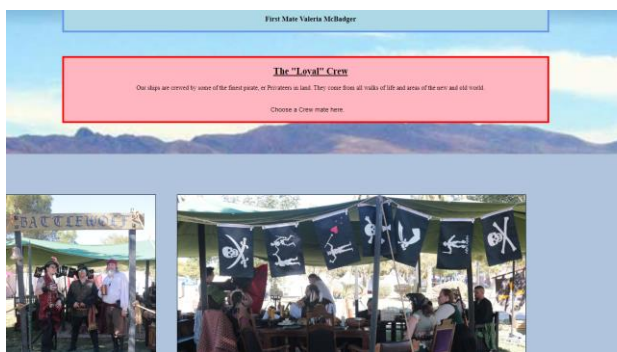 First Mate Valeria McBadger
The "Loyal" Crew
Our ships are crewed by some of the finest pirate, er Privateers in land. They come from all walks of life and areas of the new and old world.
Choose a Crew mate here.
BATTLEWOLF